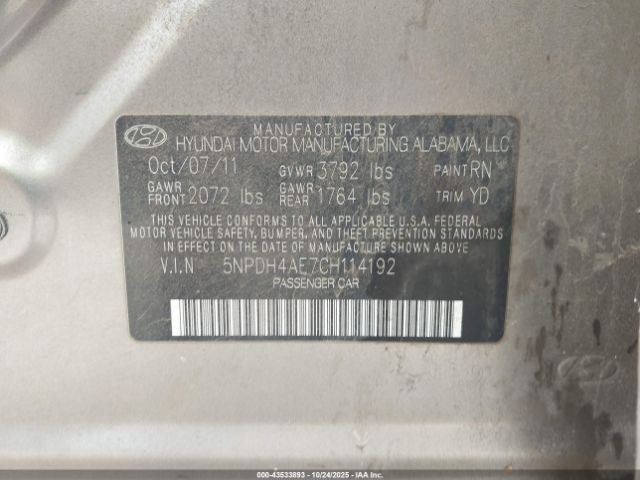 MANUFACTURED BY
HYUNDAI MOTOR MANUFACTURING ALABAMA, LLC
Oct/07/11 GVWR 3792 lbs PAINT RN
GAWR FRONT 2072 lbs GAWR REAR 1764 lbs TRIM YD
THIS VEHICLE CONFORMS TO ALL APPLICABLE U.S.A. FEDERAL
MOTOR VEHICLE SAFETY, BUMPER, AND THEFT PREVENTION STANDARDS
IN EFFECT ON THE DATE OF MANUFACTURE SHOWN ABOVE.
V.I.N 5NPDH4AE7CH114192
PASSENGER CAR
000-43533893 - 10/24/2025 - IAAI.COM